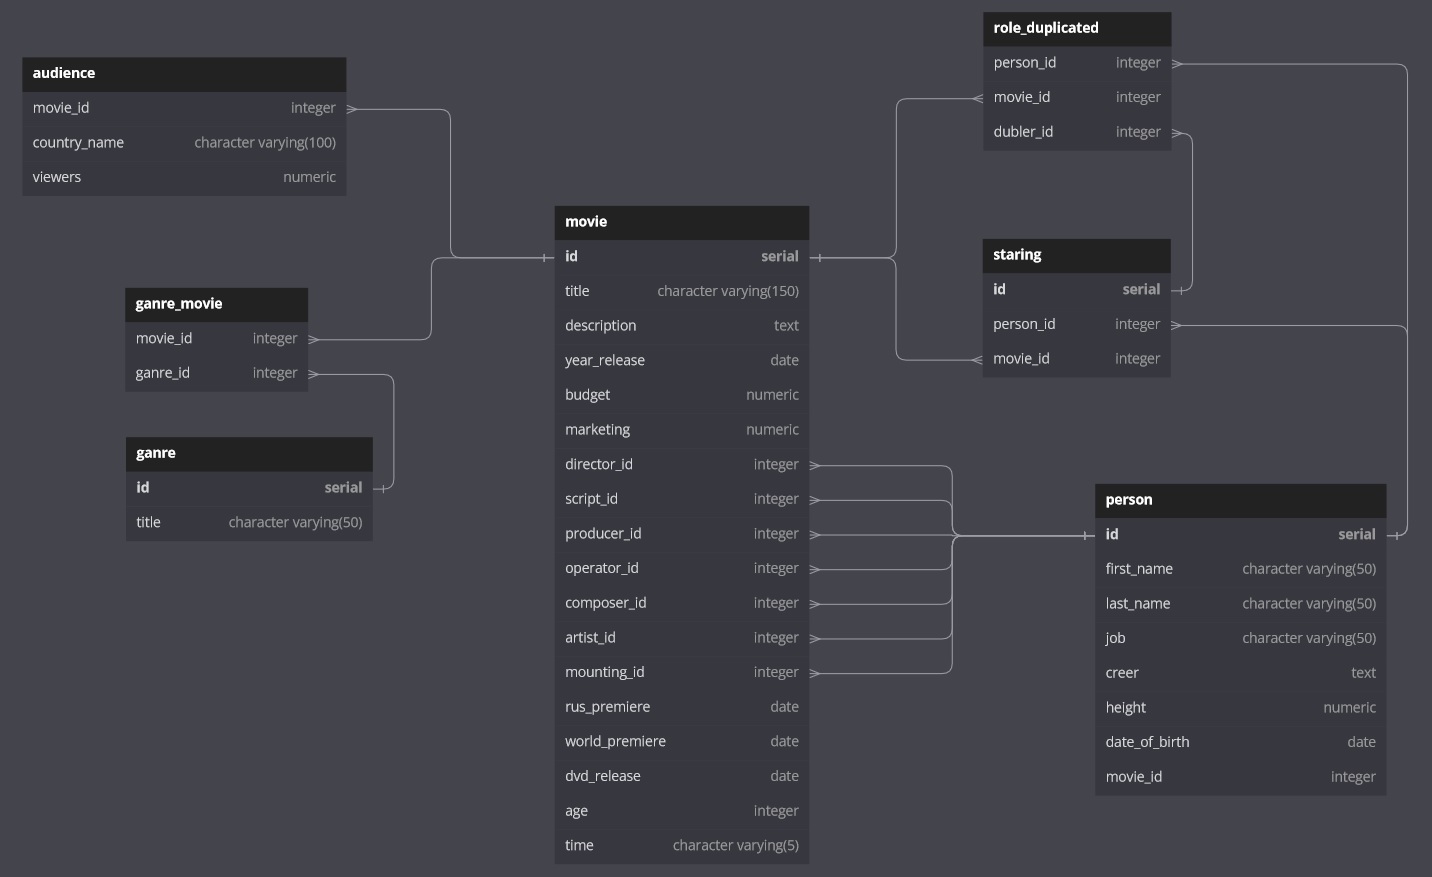 audience
movie_id integer
country_name character varying(100)
viewers numeric
ganre_movie
movie_id integer
ganre_id integer
ganre
id serial
title character varying(50)
movie
id serial
title character varying(150)
description text
year_release date
budget numeric
marketing numeric
director_id integer
script_id integer
producer_id integer
operator_id integer
composer_id integer
artist_id integer
mounting_id integer
rus_premiere date
world_premiere date
dvd_release date
age integer
time character varying(5)
role_duplicated
person_id integer
movie_id integer
dubler_id integer
staring
id serial
person_id integer
movie_id integer
person
id serial
first_name character varying(50)
last_name character varying(50)
job character varying(50)
creer text
height numeric
date_of_birth date
movie_id integer